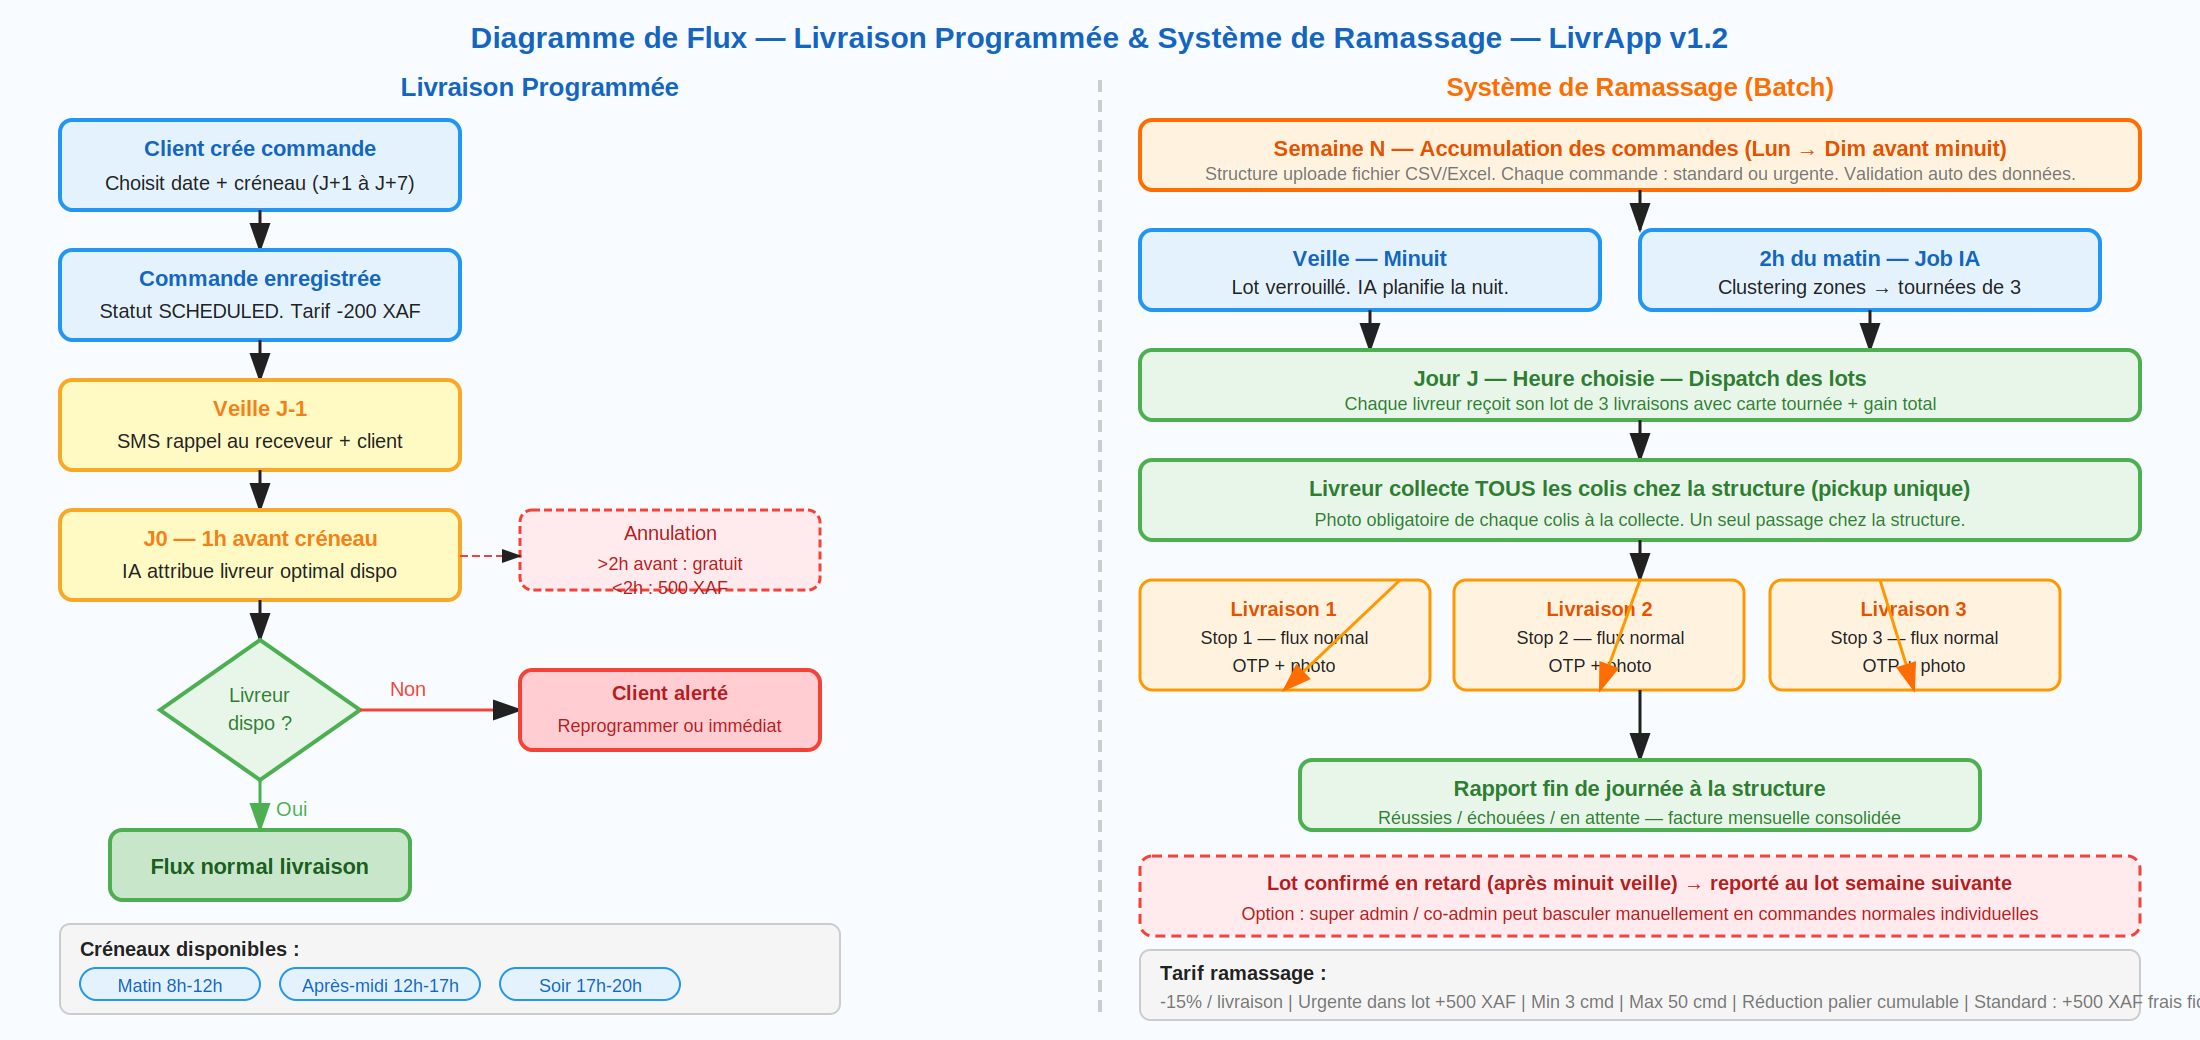 Diagramme de Flux — Livraison Programmée & Système de Ramassage — LivrApp v1.2
Livraison Programmée
Client crée commande
Choisit date + créneau (J+1 à J+7)
Commande enregistrée
Statut SCHEDULED. Tarif -200 XAF
Veille J-1
SMS rappel au receveur + client
J0 — 1h avant créneau
IA attribue livreur optimal dispo
Annulation
>2h avant : gratuit
<2h : 500 XAF
Livreur
dispo ?
Non
Client alerté
Reprogrammer ou immédiat
Oui
Flux normal livraison
Créneaux disponibles :
Matin 8h-12h
Après-midi 12h-17h
Soir 17h-20h
Système de Ramassage (Batch)
Semaine N — Accumulation des commandes (Lun → Dim avant minuit)
Structure uploade fichier CSV/Excel. Chaque commande : standard ou urgente. Validation auto des données.
Veille — Minuit
Lot verrouillé. IA planifie la nuit.
2h du matin — Job IA
Clustering zones → tournées de 3
Jour J — Heure choisie — Dispatch des lots
Chaque livreur reçoit son lot de 3 livraisons avec carte tournée + gain total
Livreur collecte TOUS les colis chez la structure (pickup unique)
Photo obligatoire de chaque colis à la collecte. Un seul passage chez la structure.
Livraison 1
Stop 1 — flux normal
OTP + photo
Livraison 2
Stop 2 — flux normal
OTP + photo
Livraison 3
Stop 3 — flux normal
OTP + photo
Rapport fin de journée à la structure
Réussies / échouées / en attente — facture mensuelle consolidée
Lot confirmé en retard (après minuit veille) → reporté au lot semaine suivante
Option : super admin / co-admin peut basculer manuellement en commandes normales individuelles
Tarif ramassage :
-15% / livraison | Urgente dans lot +500 XAF | Min 3 cmd | Max 50 cmd | Réduction palier cumulable | Standard : +500 XAF frais